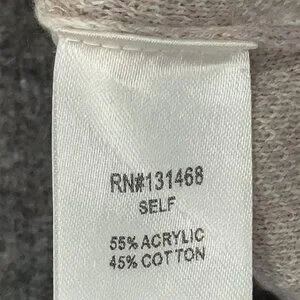 RN#131468
SELF
55% ACRYLIC
45% COTTON